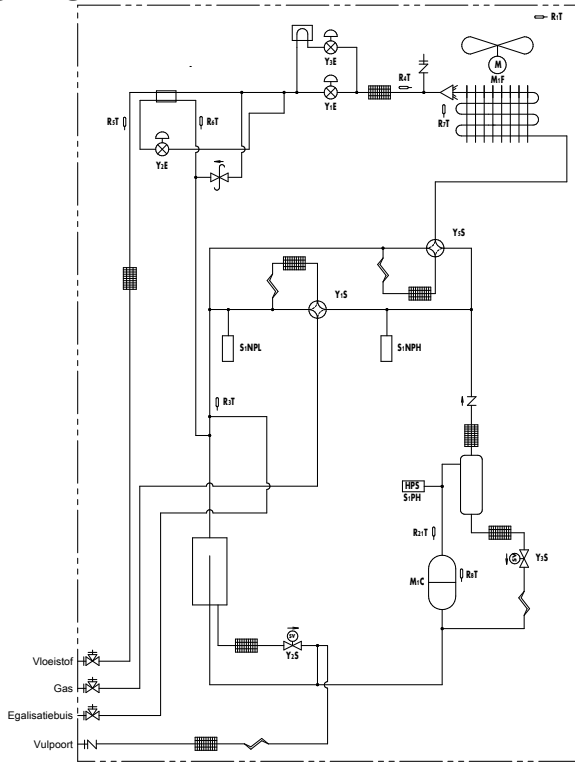 R1T
M
M1F
Y3E
R4T
Y1E
R7T
R5T
R6T
Y2E
Y5S
Y1S
S1NPL
S1NPH
R3T
HPS
S1PH
R21T
M1C
R8T
Y3S
SV
Y2S
Vloeistof
Gas
Egalisatiebuis
Vulpoort